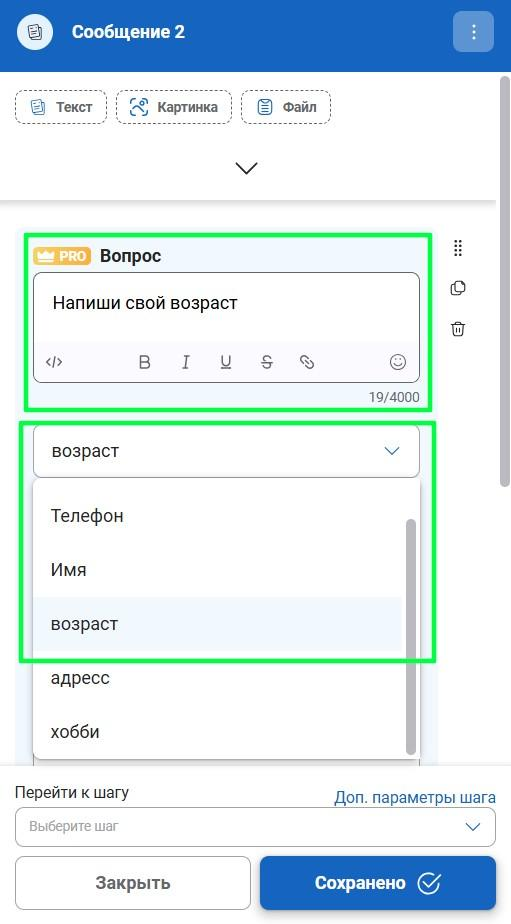 Сообщение 2
Текст Картинка Файл
PRO Вопрос
Напиши свой возраст
</> B I U S
19/4000
возраст
Телефон
Имя
возраст
адресс
хобби
Перейти к шагу
Доп. параметры шага
Выберите шаг
Закрыть Сохранено